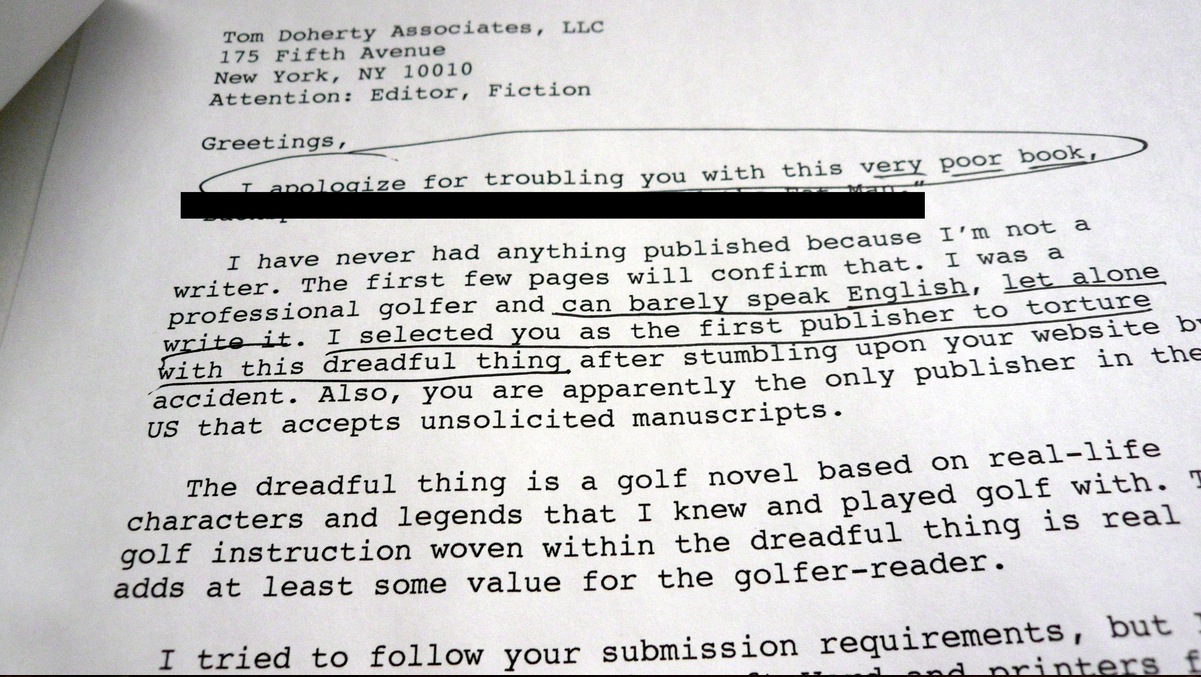 Tom Doherty Associates, LLC
175 Fifth Avenue
New York, NY 10010
Attention: Editor, Fiction
Greetings,
I apologize for troubling you with this very poor book,
Man."
I have never had anything published because I'm not a
writer. The first few pages will confirm that. I was a
professional golfer and can barely speak English, let alone
write it. I selected you as the first publisher to torture
with this dreadful thing after stumbling upon your website
accident. Also, you are apparently the only publisher in the
US that accepts unsolicited manuscripts.
The dreadful thing is a golf novel based on real-life
characters and legends that I knew and played golf with.
golf instruction woven within the dreadful thing is real
adds at least some value for the golfer-reader.
I tried to follow your submission requirements, but
Word and printers